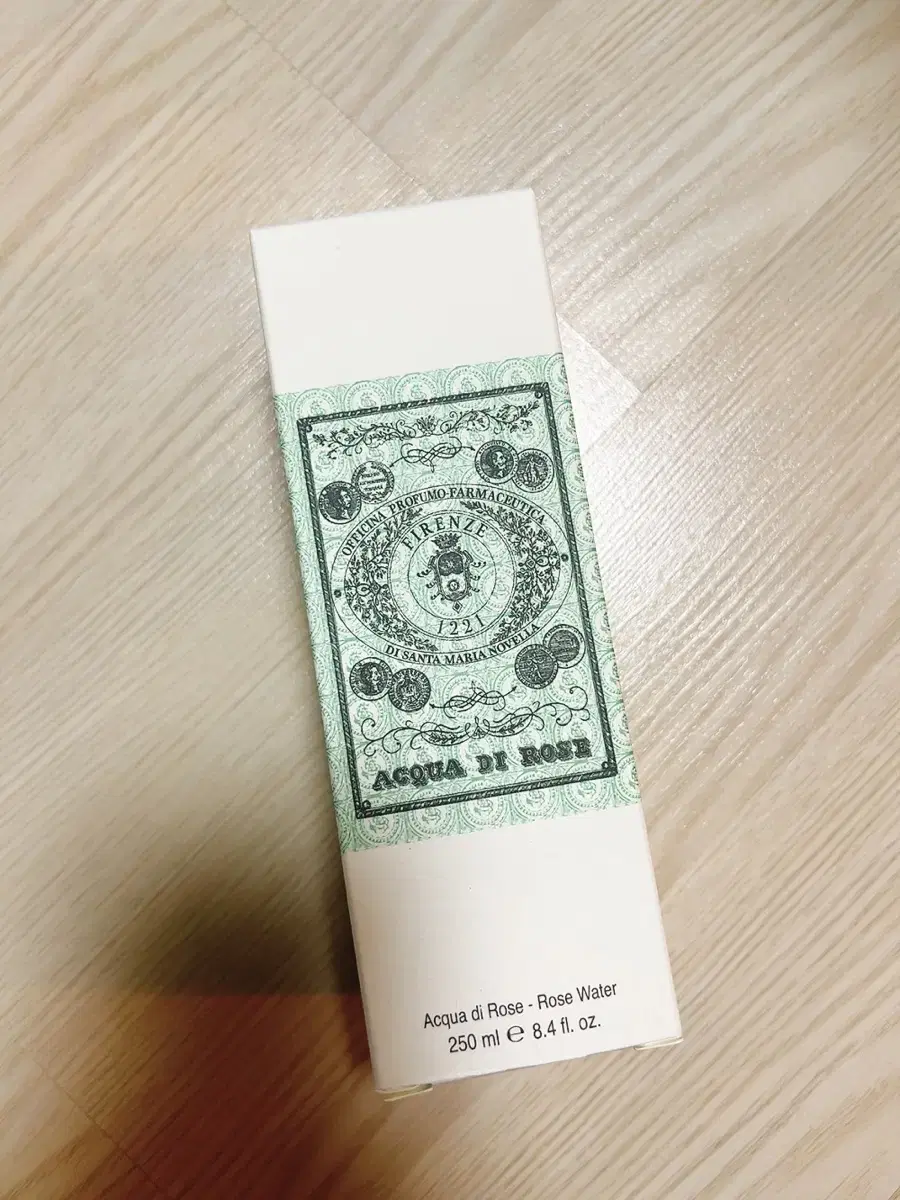 OFFICINA PROFUMO-FARMACEUTICA
FIRENZE
1221
DI SANTA MARIA NOVELLA
ACQUA DI ROSE
Acqua di Rose - Rose Water
250 ml ℮ 8.4 fl. oz.